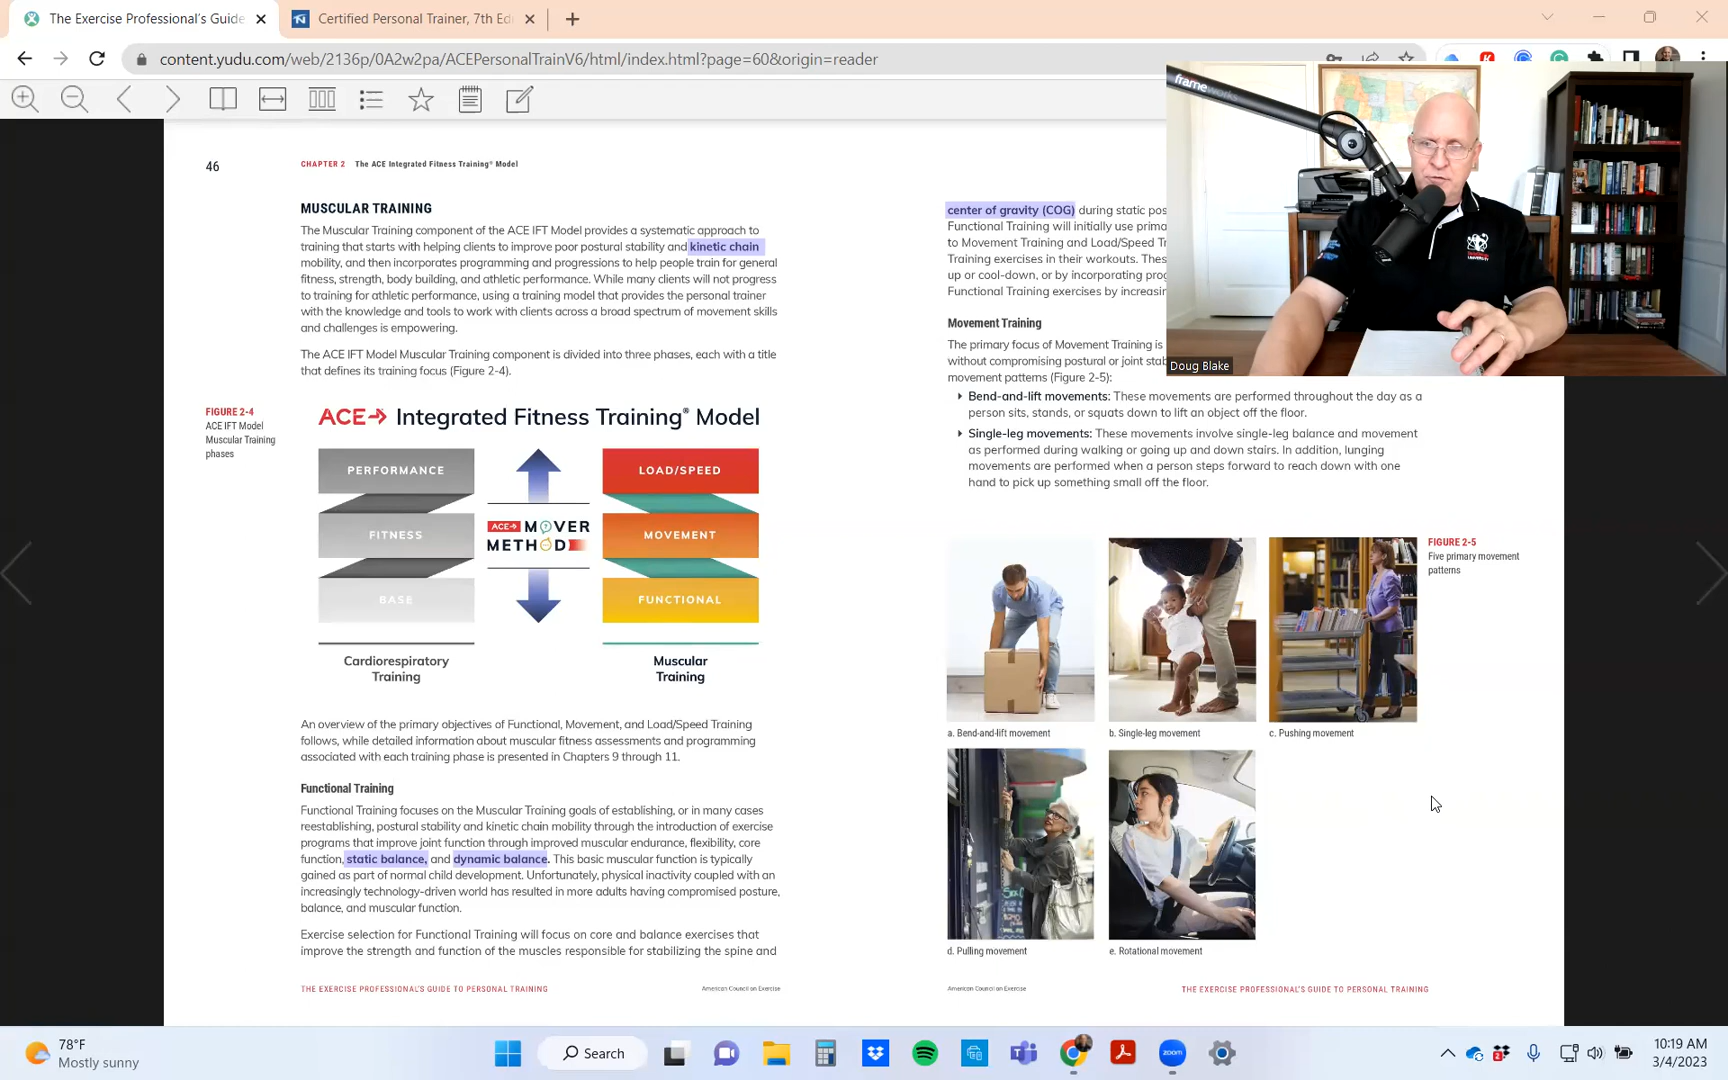 The Exercise Professional's Guide
Certified Personal Trainer, 7th Edi
content.yudu.com/web/2136p/0A2w2pa/ACEPersonalTrainV6/html/index.html?page=60&origin=reader
frameworks
Doug Blake
46
CHAPTER 2 The ACE Integrated Fitness Training® Model
MUSCULAR TRAINING
The Muscular Training component of the ACE IFT Model provides a systematic approach to
training that starts with helping clients to improve poor postural stability and kinetic chain
mobility, and then incorporates programming and progressions to help people train for general
fitness, strength, body building, and athletic performance. While many clients will not progress
to training for athletic performance, using a training model that provides the personal trainer
with the knowledge and tools to work with clients across a broad spectrum of movement skills
and challenges is empowering.
The ACE IFT Model Muscular Training component is divided into three phases, each with a title
that defines its training focus (Figure 2-4).
FIGURE 2-4
ACE IFT Model
Muscular Training
phases
ACE Integrated Fitness Training® Model
PERFORMANCE
FITNESS
BASE
Cardiorespiratory
Training
ACE MOVER
METHOD
LOAD/SPEED
MOVEMENT
FUNCTIONAL
Muscular
Training
An overview of the primary objectives of Functional, Movement, and Load/Speed Training
follows, while detailed information about muscular fitness assessments and programming
associated with each training phase is presented in Chapters 9 through 11.
Functional Training
Functional Training focuses on the Muscular Training goals of establishing, or in many cases
reestablishing, postural stability and kinetic chain mobility through the introduction of exercise
programs that improve joint function through improved muscular endurance, flexibility, core
function, static balance, and dynamic balance. This basic muscular function is typically
gained as part of normal child development. Unfortunately, physical inactivity coupled with an
increasingly technology-driven world has resulted in more adults having compromised posture,
balance, and muscular function.
Exercise selection for Functional Training will focus on core and balance exercises that
improve the strength and function of the muscles responsible for stabilizing the spine and
THE EXERCISE PROFESSIONAL'S GUIDE TO PERSONAL TRAINING
American Council on Exercise
center of gravity (COG) during static pos
Functional Training will initially use prima
to Movement Training and Load/Speed Tr
Training exercises in their workouts. Thes
up or cool-down, or by incorporating prog
Functional Training exercises by increasin
Movement Training
The primary focus of Movement Training is
without compromising postural or joint stab
movement patterns (Figure 2-5):
Bend-and-lift movements: These movements are performed throughout the day as a
person sits, stands, or squats down to lift an object off the floor.
Single-leg movements: These movements involve single-leg balance and movement
as performed during walking or going up and down stairs. In addition, lunging
movements are performed when a person steps forward to reach down with one
hand to pick up something small off the floor.
FIGURE 2-5
Five primary movement
patterns
a. Bend-and-lift movement
b. Single-leg movement
c. Pushing movement
d. Pulling movement
e. Rotational movement
American Council on Exercise
THE EXERCISE PROFESSIONAL'S GUIDE TO PERSONAL TRAINING
78°F
Mostly sunny
Search
zoom
10:19 AM
3/4/2023